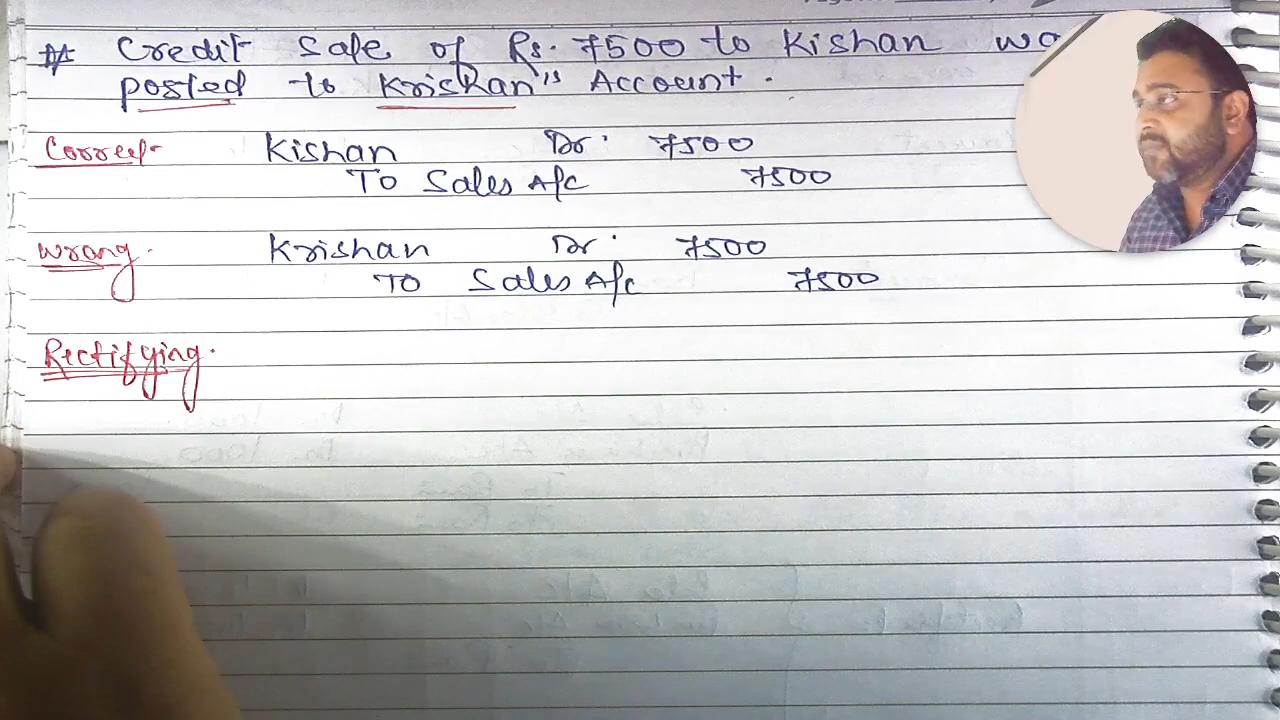 Credit Sale of Rs. 7500 to Kishan wa
posted to Krishan's Account.
Correct Kishan Dr. 7500
To Sales A/c 7500
Wrong. Krishan Dr. 7500
TO Sales A/c 7500
Rectifying.